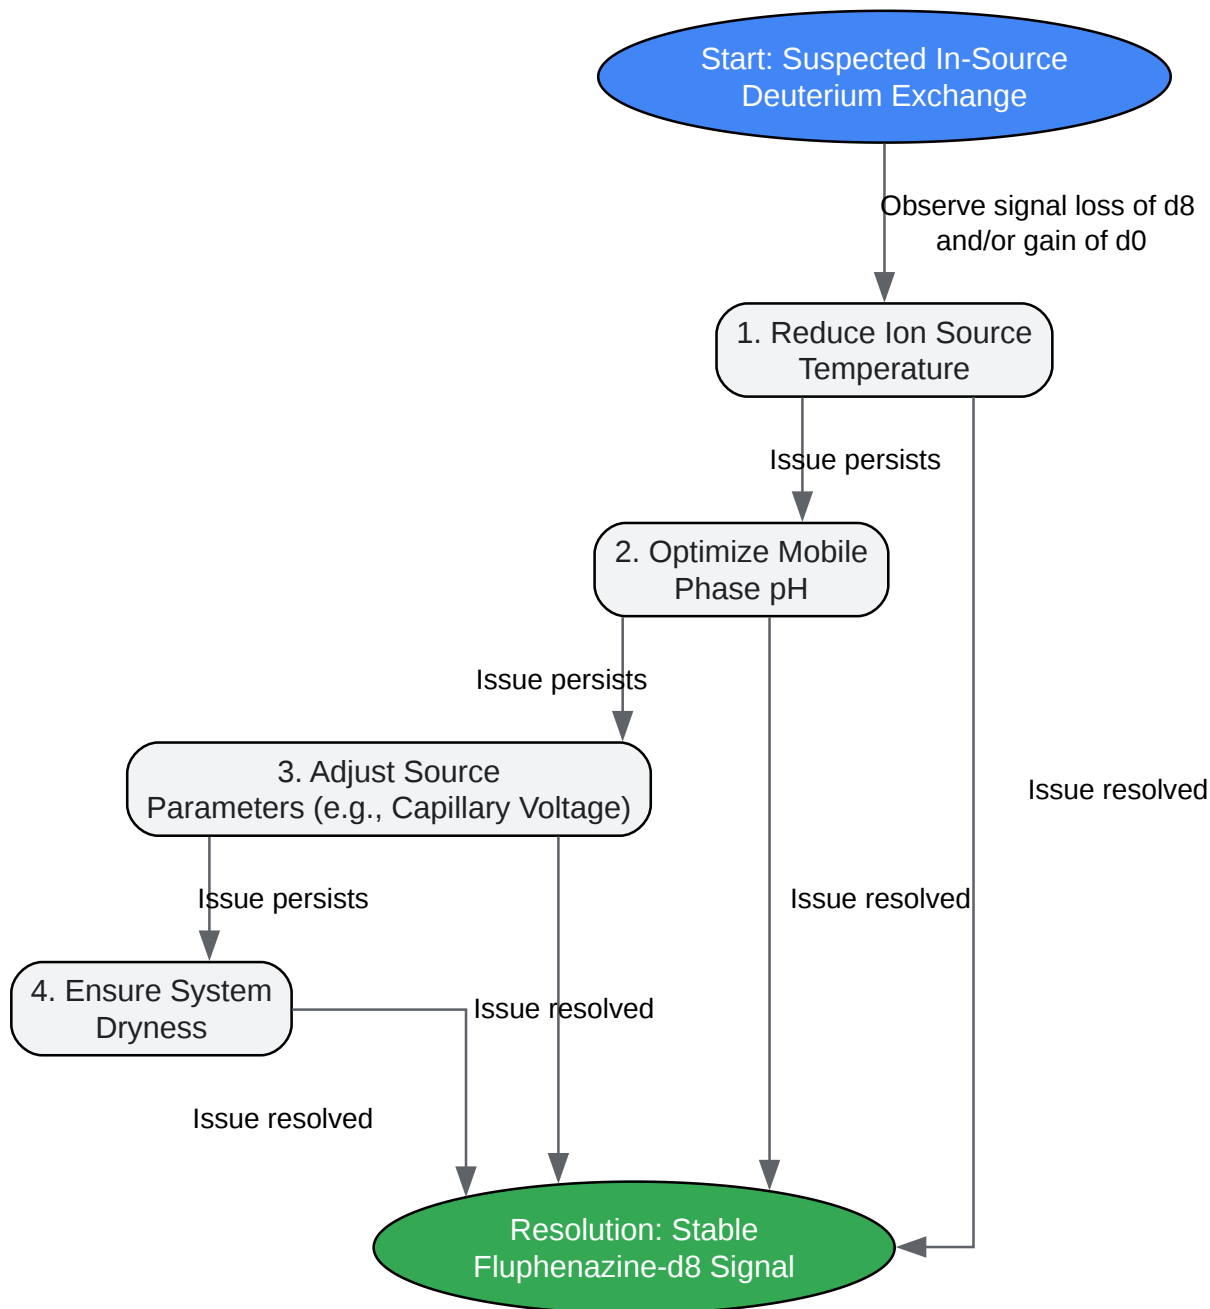 Start: Suspected In-Source
Deuterium Exchange
Observe signal loss of d8
and/or gain of d0
1. Reduce Ion Source
Temperature
Issue persists
2. Optimize Mobile
Phase pH
Issue persists
3. Adjust Source
Parameters (e.g., Capillary Voltage)
Issue resolved
Issue persists
Issue resolved
4. Ensure System
Dryness
Issue resolved
Issue resolved
Resolution: Stable
Fluphenazine-d8 Signal